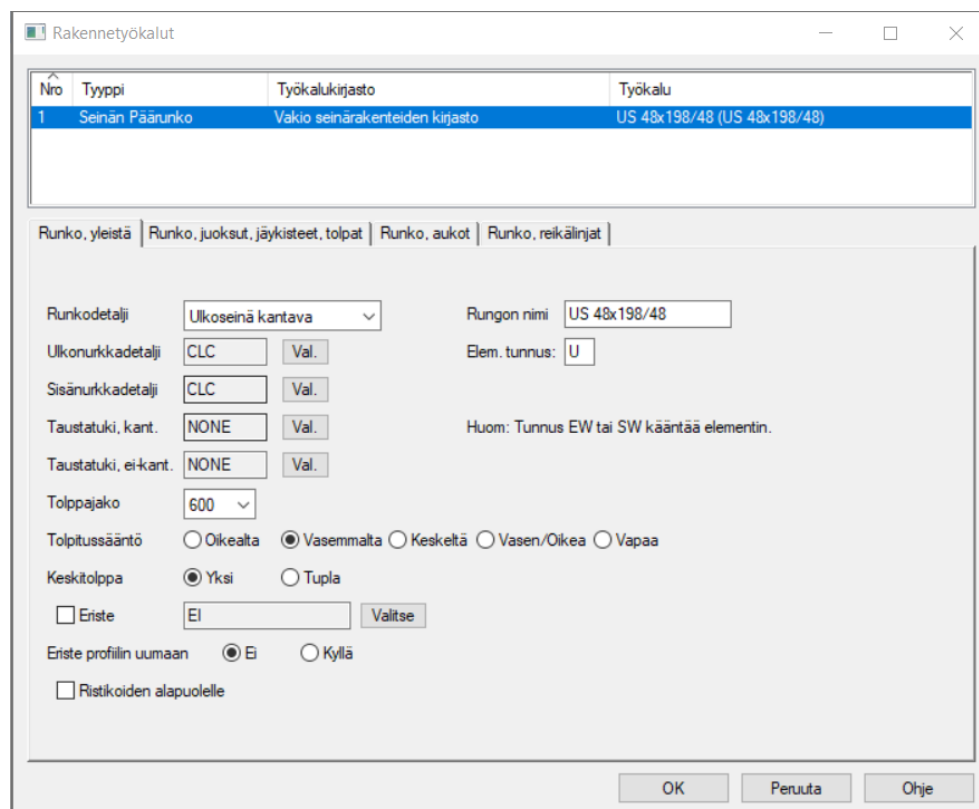 Rakennetyökalut
Nro Tyyppi Työkalukirjasto Työkalu
1 Seinän Päärunko Vakio seinärakenteiden kirjasto US 48x198/48 (US 48x198/48)
Runko, yleistä Runko, juoksut, jäykisteet, tolpat Runko, aukot Runko, reikälinjat
Runkodetalji Ulkoseinä kantava Rungon nimi US 48x198/48
Ulkonurkkadetalji CLC Val. Elem. tunnus: U
Sisänurkkadetalji CLC Val.
Taustatuki, kant. NONE Val. Huom: Tunnus EW tai SW kääntää elementin.
Taustatuki, ei-kant. NONE Val.
Tolppajako 600
Tolpitussääntö Oikealta Vasemmalta Keskeltä Vasen/Oikea Vapaa
Keskitolppa Yksi Tupla
Eriste EI Valitse
Eriste profiilin uumaan Ei Kyllä
Ristikoiden alapuolelle
OK Peruuta Ohje